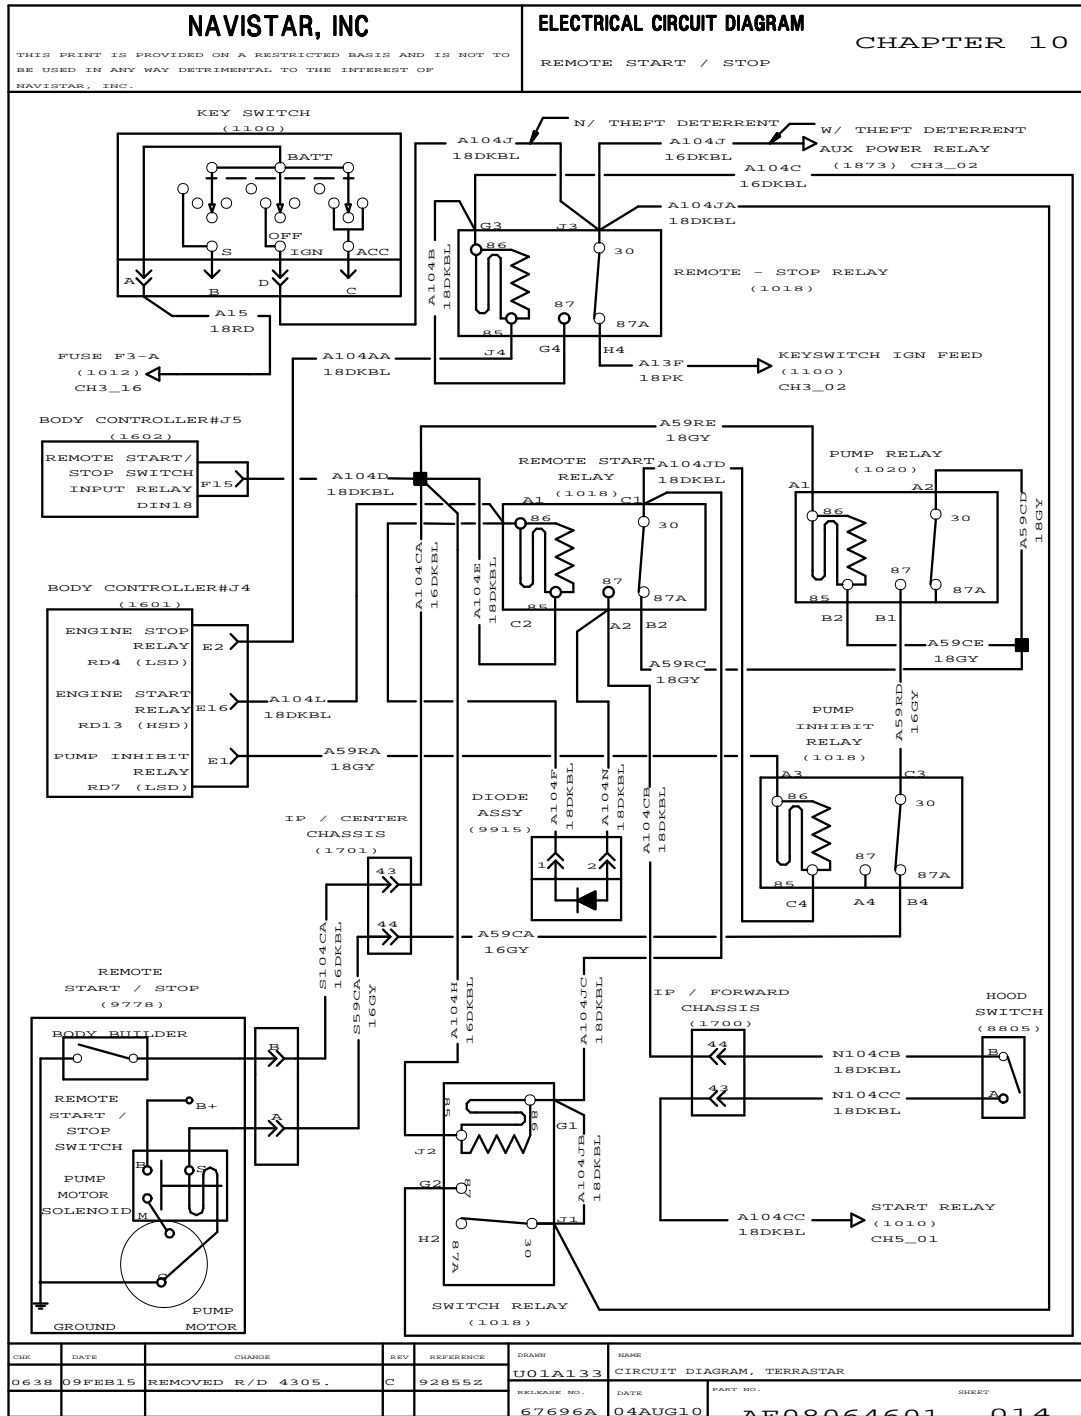 NAVISTAR, INC
THIS PRINT IS PROVIDED ON A RESTRICTED BASIS AND IS NOT TO
BE USED IN ANY WAY DETRIMENTAL TO THE INTEREST OF
NAVISTAR, INC.
ELECTRICAL CIRCUIT DIAGRAM
REMOTE START / STOP
CHAPTER 10
KEY SWITCH
(1100)
BATT
OFF
S
IGN
ACC
A
B
D
C
A15
18RD
FUSE F3-A
(1012)
CH3_16
A104J
18DKBL
N/ THEFT DETERRENT
A104J
16DKBL
W/ THEFT DETERRENT
AUX POWER RELAY
(1873) CH3_02
A104C
16DKBL
A104JA
18DKBL
A104B
18DKBL
G3
J3
86
30
87
85
87A
J4
G4
H4
REMOTE - STOP RELAY
(1018)
A104AA
18DKBL
A13F
18PK
KEYSWITCH IGN FEED
(1100)
CH3_02
BODY CONTROLLER#J5
(1602)
REMOTE START/
STOP SWITCH
INPUT RELAY
DIN18
F15
A104D
18DKBL
A59RE
18GY
REMOTE START
RELAY
(1018)
A104JD
18DKBL
A1
C1
86
30
87
85
87A
C2
A2
B2
PUMP RELAY
(1020)
A1
A2
86
30
87
85
87A
B2
B1
A59CD
18GY
A59CE
18GY
A104CA
16DKBL
A104E
18DKBL
BODY CONTROLLER#J4
(1601)
ENGINE STOP
RELAY
RD4 (LSD)
E2
ENGINE START
RELAY
RD13 (HSD)
E16
PUMP INHIBIT
RELAY
RD7 (LSD)
E1
A104L
18DKBL
A59RA
18GY
A59RC
18GY
A59RD
16GY
PUMP
INHIBIT
RELAY
(1018)
A3
C3
86
30
87
85
87A
C4
A4
B4
A104F
18DKBL
A104N
18DKBL
A104CB
18DKBL
DIODE
ASSY
(9915)
1
2
IP / CENTER
CHASSIS
(1701)
43
44
A59CA
16GY
S104CA
16DKBL
S59CA
16GY
A104H
16DKBL
A104JC
18DKBL
REMOTE
START / STOP
(9778)
BODY BUILDER
REMOTE
START /
STOP
SWITCH
B+
B
A
PUMP
MOTOR
SOLENOID
B
S
M
G
PUMP
MOTOR
GROUND
IP / FORWARD
CHASSIS
(1700)
44
43
N104CB
18DKBL
N104CC
18DKBL
HOOD
SWITCH
(8805)
B
A
85
86
J2
G1
G2
87
H2
87A
30
J1
A104JB
18DKBL
SWITCH RELAY
(1018)
A104CC
18DKBL
START RELAY
(1010)
CH5_01
CHK
DATE
CHANGE
REV
REFERENCE
0638
09FEB15
REMOVED R/D 4305.
C
92855Z
DRAWN
U01A133
NAME
CIRCUIT DIAGRAM, TERRASTAR
RELEASE NO.
67696A
DATE
04AUG10
PART NO.
SHEET